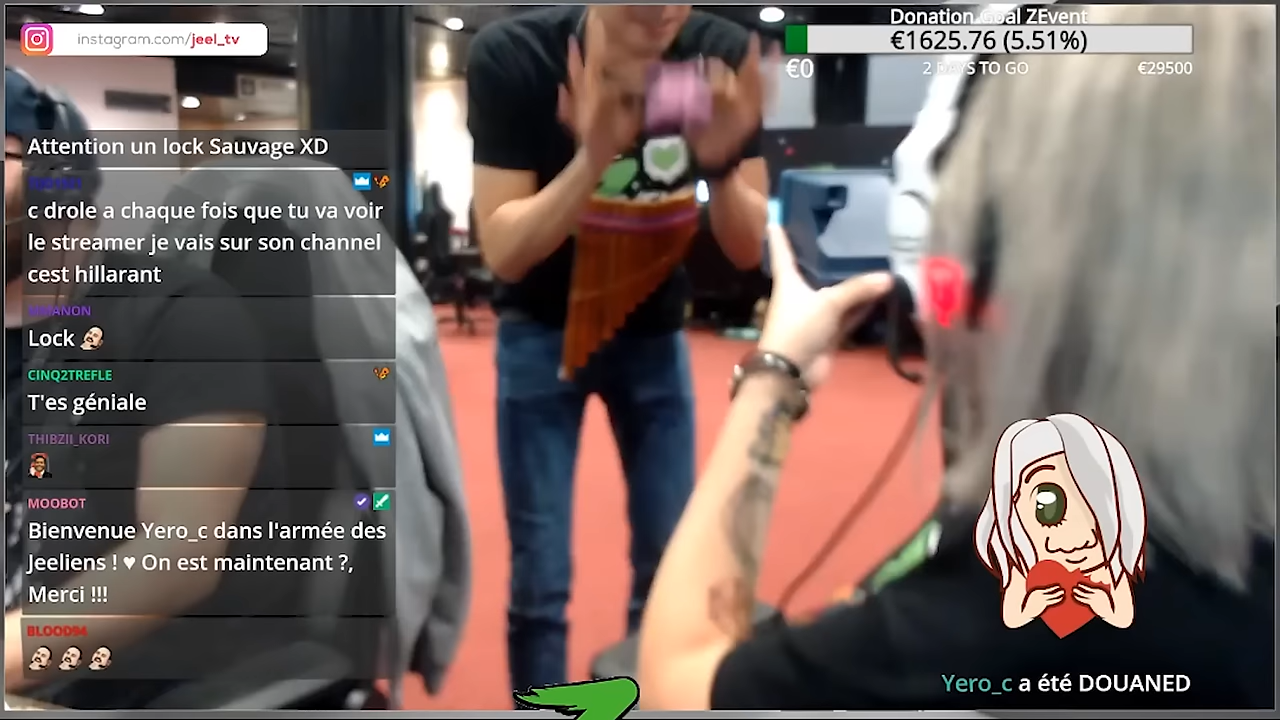 instagram.com/jeel_tv
Donation Goal ZEvent
€1625.76 (5.51%)
€0
2 DAYS TO GO
€29500
Attention un lock Sauvage XD
c drole a chaque fois que tu va voir
le streamer je vais sur son channel
cest hillarant
Lock
CINQ2TREFLE
T'es géniale
THIBZII_KORI
MOOBOT
Bienvenue Yero_c dans l'armée des
Jeeliens ! ♥ On est maintenant ?,
Merci !!!
BLOOD94
Yero_c a été DOUANED